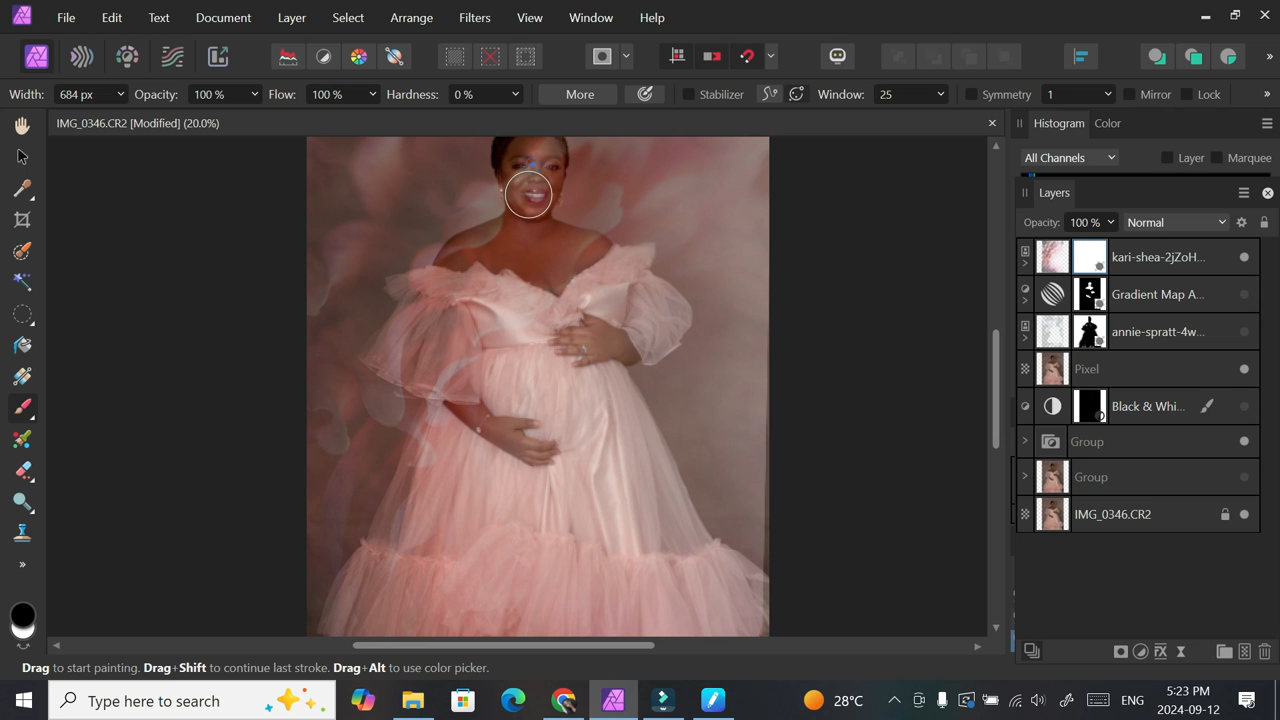 File Edit Text Document Layer Select Arrange Filters View Window Help
Width: 684 px Opacity: 100 % Flow: 100 % Hardness: 0 % More Stabilizer Window: 25 Symmetry 1 Mirror Lock
IMG_0346.CR2 [Modified] (20.0%)
Histogram Color
All Channels Layer Marquee
Layers
Opacity: 100 % Normal
kari-shea-2jZoH...
Gradient Map A...
annie-spratt-4w...
Pixel
Black & Whi...
Group
Group
IMG_0346.CR2
Drag to start painting. Drag+Shift to continue last stroke. Drag+Alt to use color picker.
Type here to search
28°C
ENG
2024-09-12